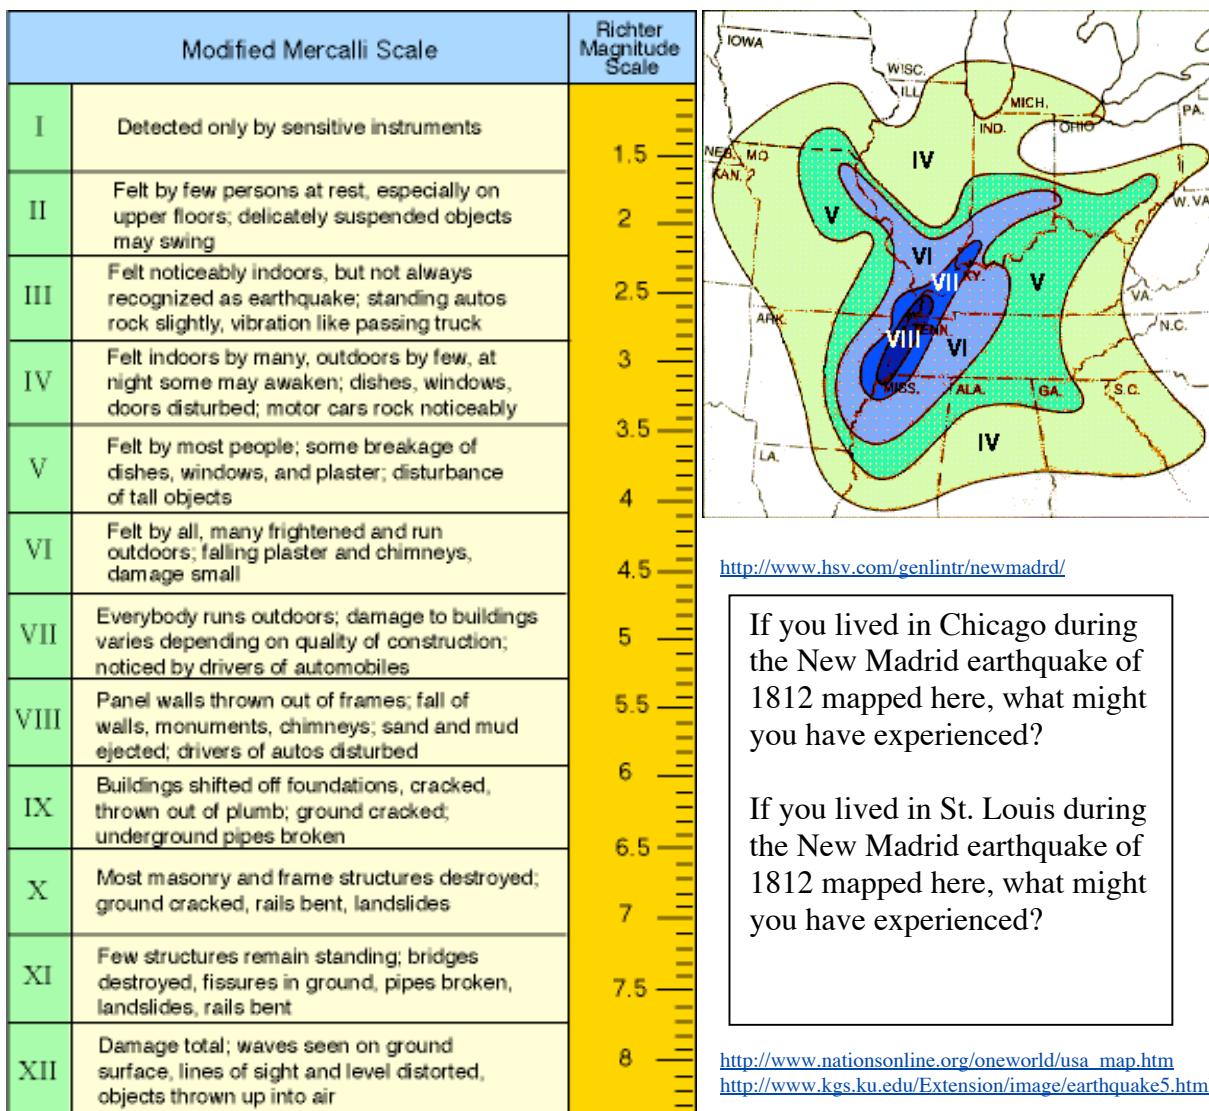 Modified Mercalli Scale
Richter
Magnitude
Scale
I
Detected only by sensitive instruments
II
Felt by few persons at rest, especially on
upper floors; delicately suspended objects
may swing
III
Felt noticeably indoors, but not always
recognized as earthquake; standing autos
rock slightly, vibration like passing truck
IV
Felt indoors by many, outdoors by few, at
night some may awaken; dishes, windows,
doors disturbed; motor cars rock noticeably
V
Felt by most people; some breakage of
dishes, windows, and plaster; disturbance
of tall objects
VI
Felt by all, many frightened and run
outdoors; falling plaster and chimneys,
damage small
VII
Everybody runs outdoors; damage to buildings
varies depending on quality of construction;
noticed by drivers of automobiles
VIII
Panel walls thrown out of frames; fall of
walls, monuments, chimneys; sand and mud
ejected; drivers of autos disturbed
IX
Buildings shifted off foundations, cracked,
thrown out of plumb; ground cracked;
underground pipes broken
X
Most masonry and frame structures destroyed;
ground cracked, rails bent, landslides
XI
Few structures remain standing; bridges
destroyed, fissures in ground, pipes broken,
landslides, rails bent
XII
Damage total; waves seen on ground
surface, lines of sight and level distorted,
objects thrown up into air
1.5
2
2.5
3
3.5
4
4.5
5
5.5
6
6.5
7
7.5
8
IOWA
WISC.
ILL.
MICH.
IND.
OHIO
PA.
NEB.
MO.
KAN.
?
IV
II
W. VA.
V
VI
VII
KY.
V
VA.
ARK.
TENN.
N.C.
VIII
VI
MISS.
ALA.
GA.
S.C.
IV
LA.
http://www.hsv.com/genlintr/newmadrd/
If you lived in Chicago during
the New Madrid earthquake of
1812 mapped here, what might
you have experienced?
If you lived in St. Louis during
the New Madrid earthquake of
1812 mapped here, what might
you have experienced?
http://www.nationsonline.org/oneworld/usa_map.htm
http://www.kgs.ku.edu/Extension/image/earthquake5.htm